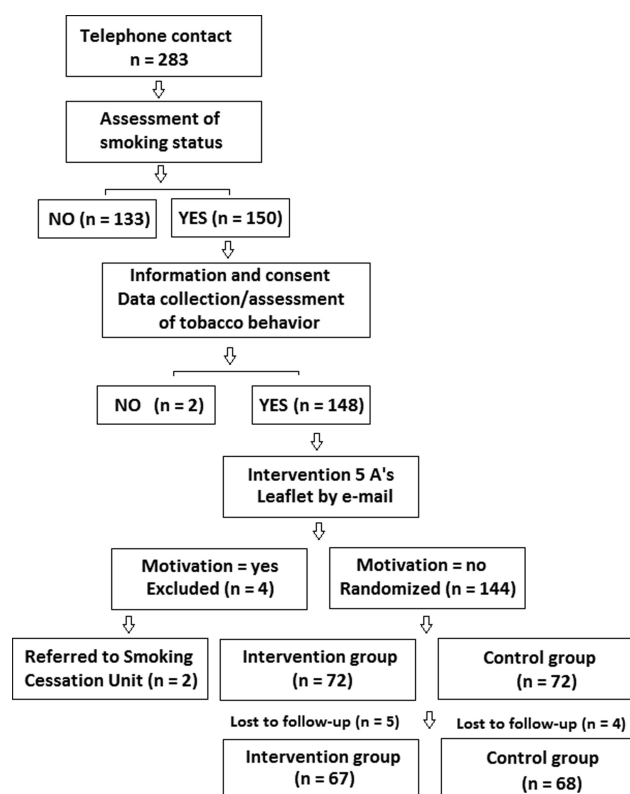 Telephone contact
n = 283
Assessment of
smoking status
NO (n = 133)
YES (n = 150)
Information and consent
Data collection/assessment
of tobacco behavior
NO (n = 2)
YES (n = 148)
Intervention 5 A's
Leaflet by e-mail
Motivation = yes
Excluded (n = 4)
Motivation = no
Randomized (n = 144)
Referred to Smoking
Cessation Unit (n = 2)
Intervention group
(n = 72)
Control group
(n = 72)
Lost to follow-up (n = 5)
Lost to follow-up (n = 4)
Intervention group
(n = 67)
Control group
(n = 68)